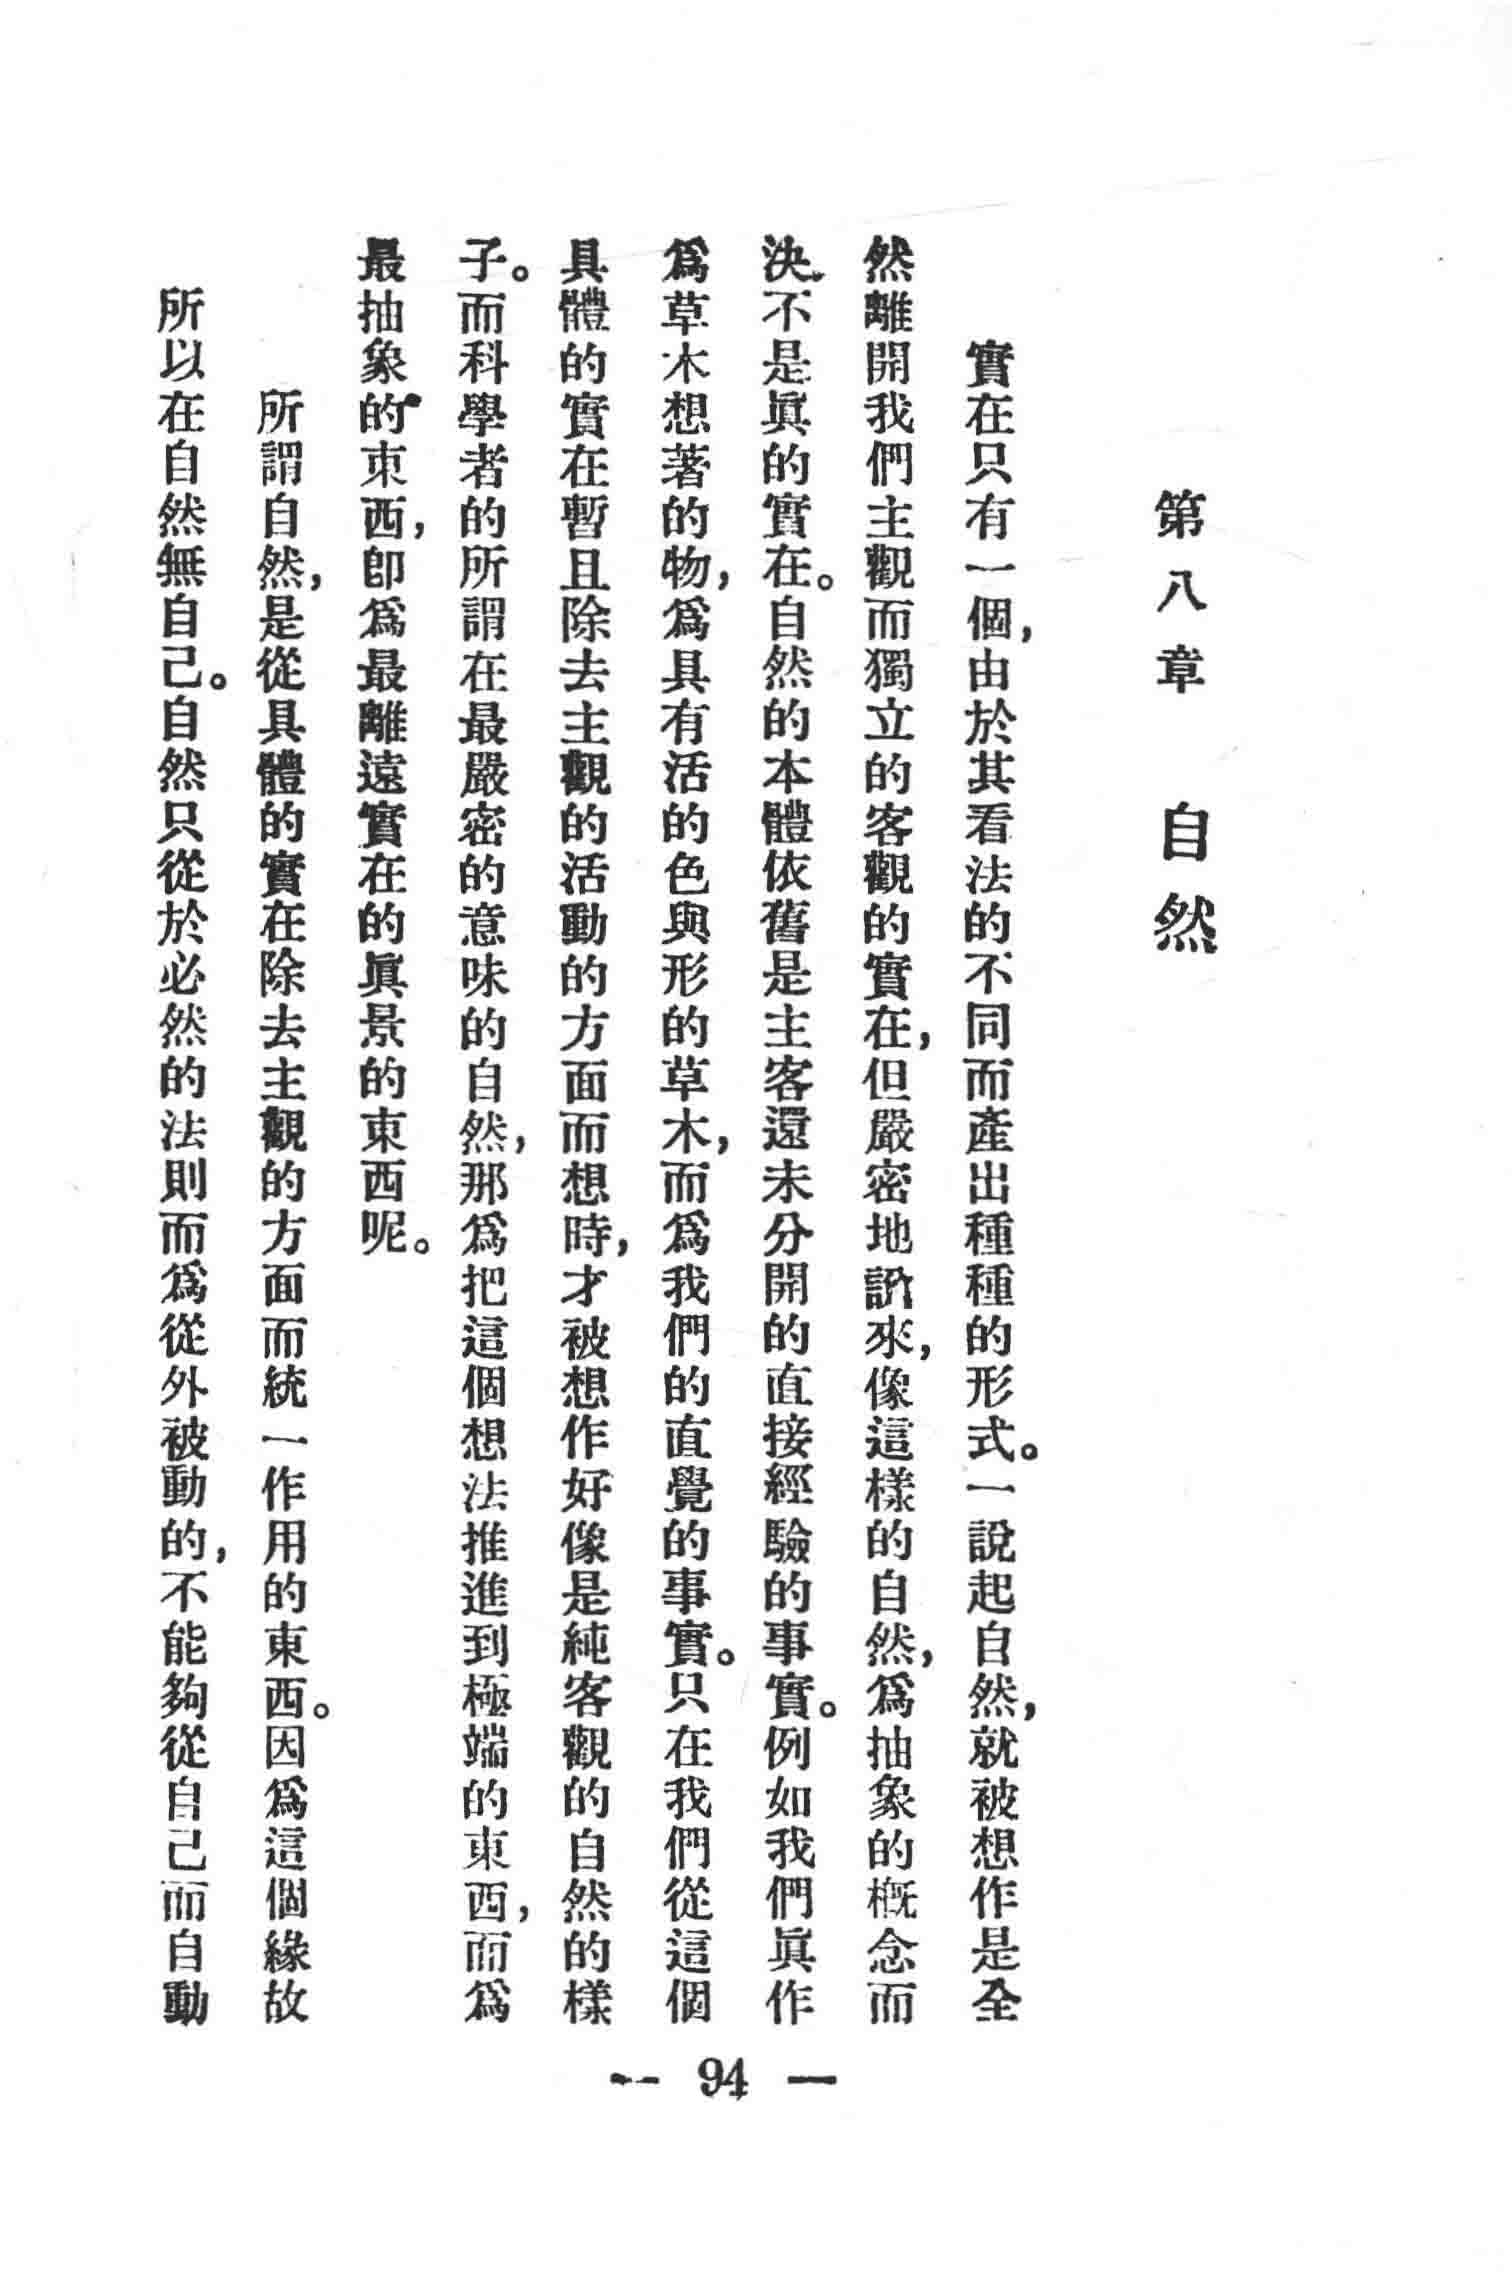 第八章　自然
實在只有一個，由於其看法的不同而產出種種的形式。一說起自然，就被想作是全
然離開我們主觀而獨立的客觀的實在，但嚴密地說來，像這樣的自然，爲抽象的概念而
決不是眞的實在。自然的本體依舊是主客還未分開的直接經驗的事實。例如我們眞作
爲草木想著的物，爲具有活的色與形的草木，而爲我們的直覺的事實。只在我們從這個
具體的實在暫且除去主觀的活動的方面而想時，才被想作好像是純客觀的自然的樣
子。而科學者的所謂在最嚴密的意味的自然，那爲把這個想法推進到極端的東西，而爲
最抽象的東西，卽爲最離遠實在的眞景的東西呢。
所謂自然，是從具體的實在除去主觀的方面而統一作用的東西。因爲這個緣故
所以在自然無自己。自然只從於必然的法則而爲從外被動的，不能夠從自己而自動
— 94 —